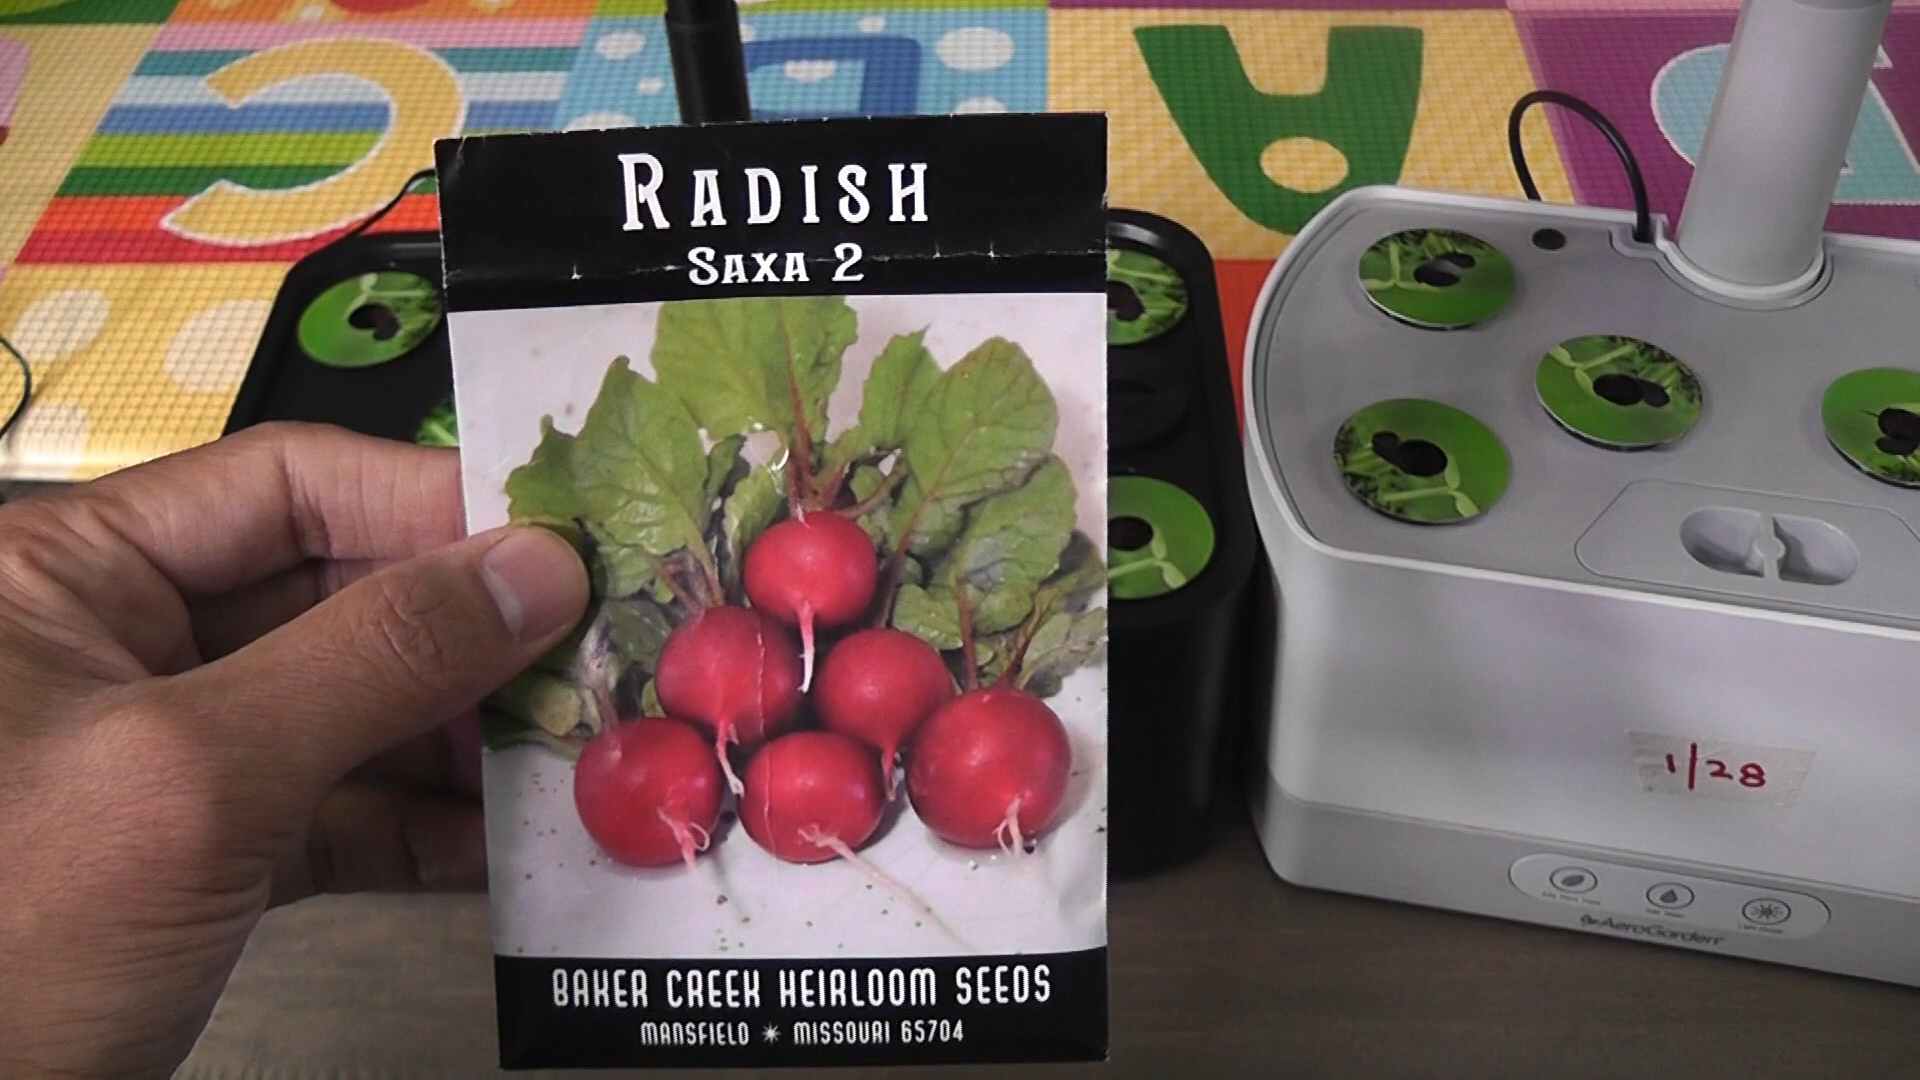 RADISH
SAXA 2
BAKER CREEK HEIRLOOM SEEDS
MANSFIELD ✷ MISSOURI 65704
1/28
AeroGarden